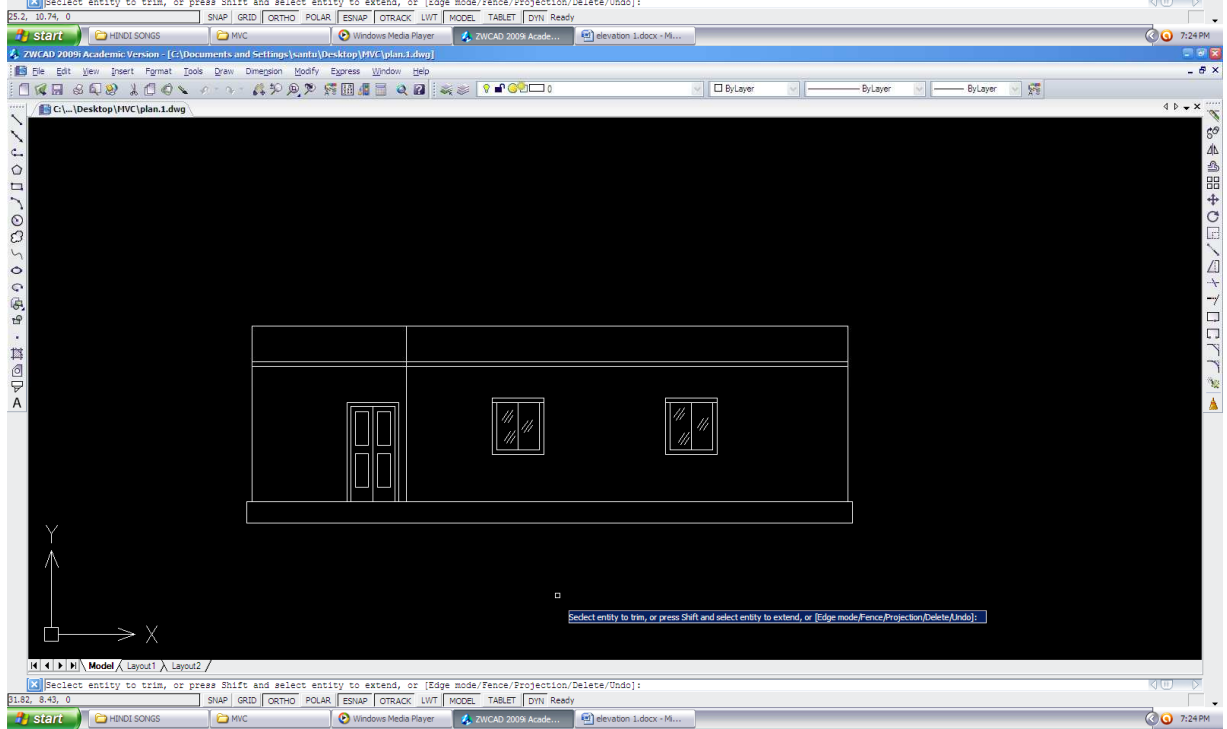 Seclect entity to trim, or press Shift and select entity to extend, or [Edge mode/Fence/Projection/Delete/Undo]:
25.2, 10.74, 0 SNAP GRID ORTHO POLAR ESNAP OTRACK LWT MODEL TABLET DYN Ready
start HINDI SONGS MVC Windows Media Player ZWCAD 2009i Acade... elevation 1.docx - Mi... 7:24 PM
ZWCAD 2009i Academic Version - [C:\Documents and Settings\santu\Desktop\MVC\plan.1.dwg]
File Edit View Insert Format Tools Draw Dimension Modify Express Window Help
0 ByLayer ByLayer ByLayer
C:\...\Desktop\MVC\plan.1.dwg
A
Y
Seclect entity to trim, or press Shift and select entity to extend, or [Edge mode/Fence/Projection/Delete/Undo]:
X
Model Layout1 Layout2
Seclect entity to trim, or press Shift and select entity to extend, or [Edge mode/Fence/Projection/Delete/Undo]:
31.82, 8.43, 0 SNAP GRID ORTHO POLAR ESNAP OTRACK LWT MODEL TABLET DYN Ready
start HINDI SONGS MVC Windows Media Player ZWCAD 2009i Acade... elevation 1.docx - Mi... 7:24 PM